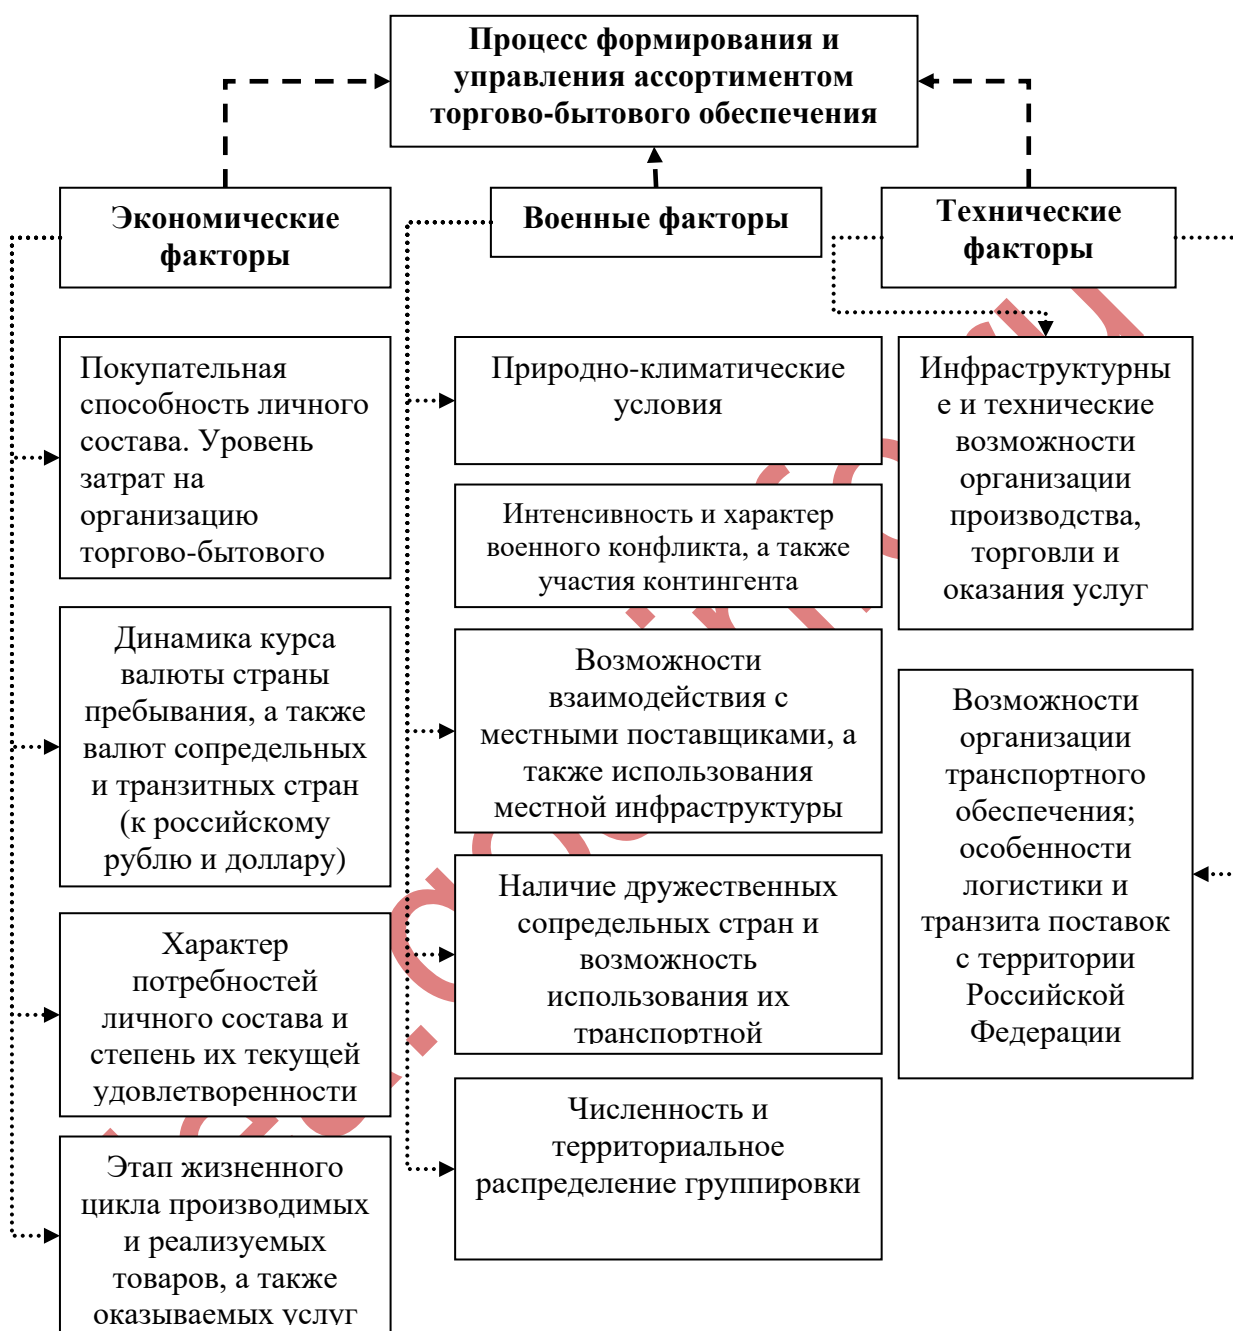 Процесс формирования и
управления ассортиментом
торгово-бытового обеспечения
Экономические
факторы
Военные факторы
Технические
факторы
Покупательная
способность личного
состава. Уровень
затрат на
организацию
торгово-бытового
Динамика курса
валюты страны
пребывания, а также
валют сопредельных
и транзитных стран
(к российскому
рублю и доллару)
Характер
потребностей
личного состава и
степень их текущей
удовлетворенности
Этап жизненного
цикла производимых
и реализуемых
товаров, а также
оказываемых услуг
Природно-климатические
условия
Интенсивность и характер
военного конфликта, а также
участия контингента
Возможности
взаимодействия с
местными поставщиками, а
также использования
местной инфраструктуры
Наличие дружественных
сопредельных стран и
возможность
использования их
транспортной
Численность и
территориальное
распределение группировки
Инфраструктурны
е и технические
возможности
организации
производства,
торговли и
оказания услуг
Возможности
организации
транспортного
обеспечения;
особенности
логистики и
транзита поставок
с территории
Российской
Федерации